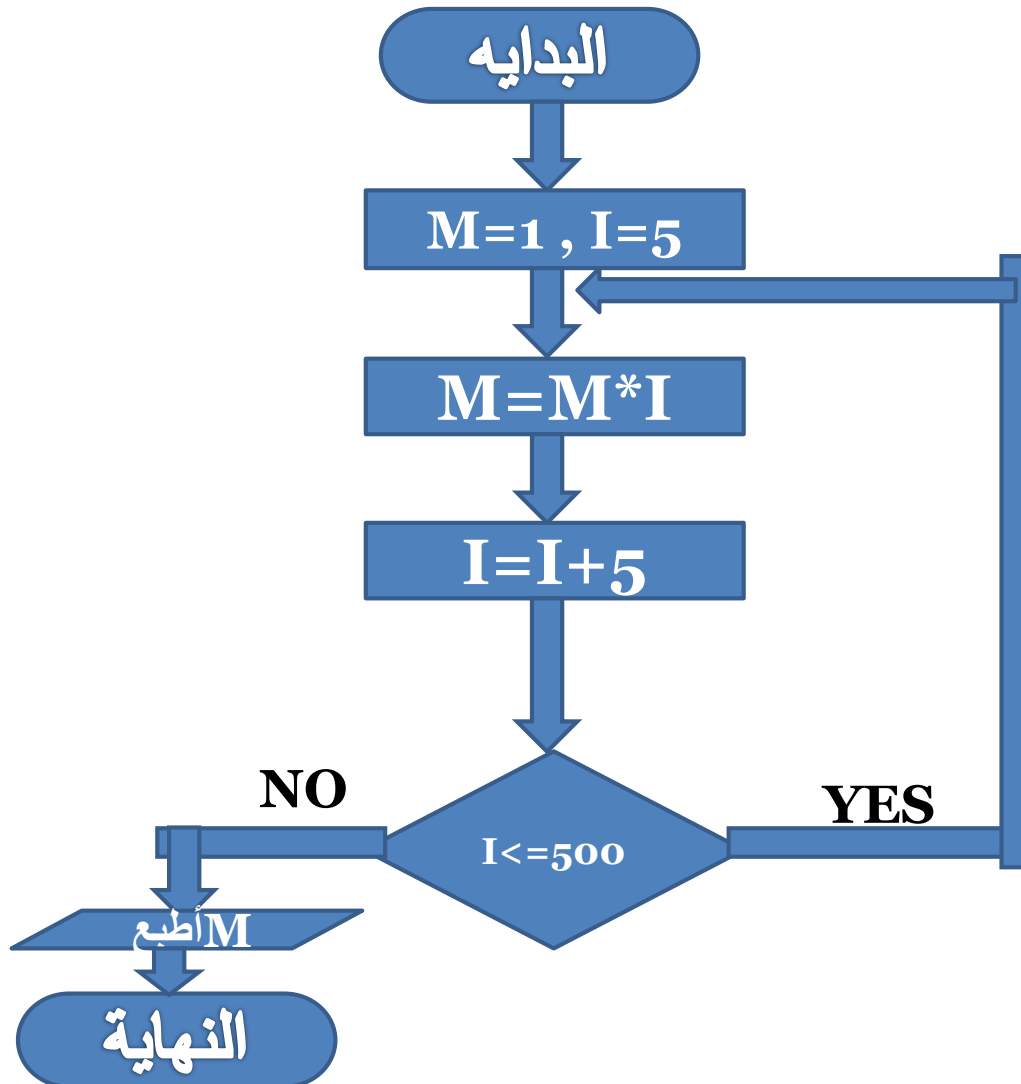 البدايه
M=1 , I=5
M=M*I
I=I+5
NO
YES
I<=500
أطبع M
النهاية